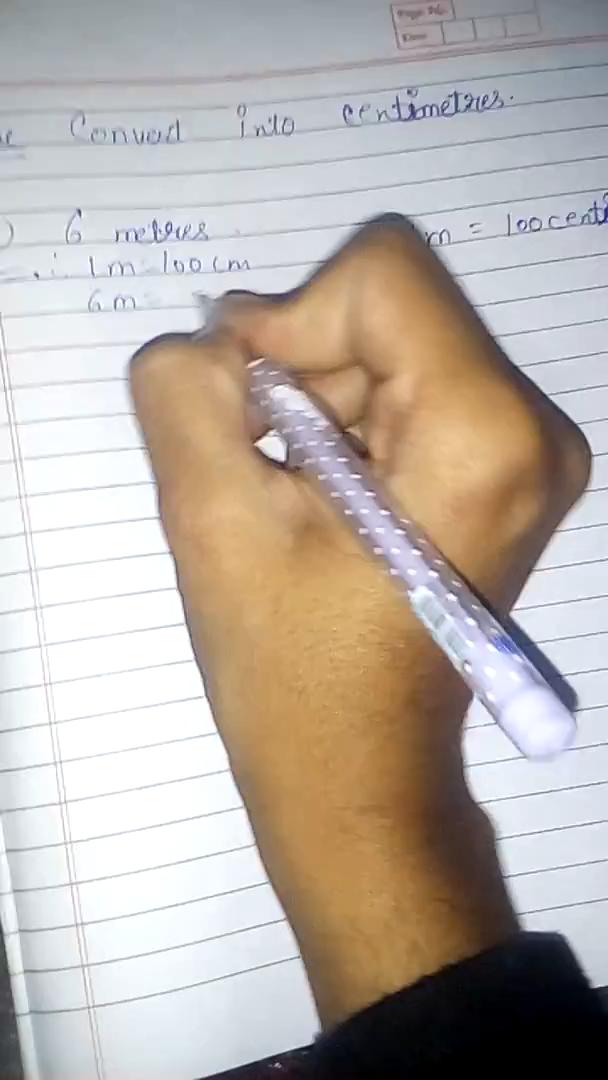 Page No.
Date
Convert into centimetres.
) 6 metres. m = 100 centi
∴ 1m = 100 cm
6m =